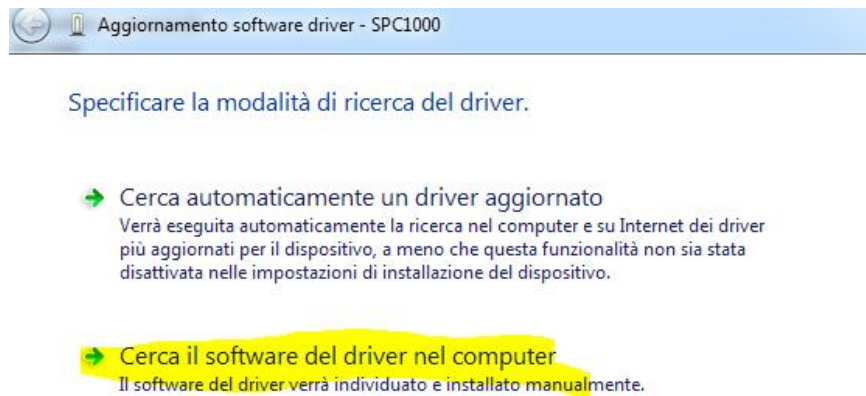 Aggiornamento software driver - SPC1000
Specificare la modalità di ricerca del driver.
Cerca automaticamente un driver aggiornato
Verrà eseguita automaticamente la ricerca nel computer e su Internet dei driver
più aggiornati per il dispositivo, a meno che questa funzionalità non sia stata
disattivata nelle impostazioni di installazione del dispositivo.
Cerca il software del driver nel computer
Il software del driver verrà individuato e installato manualmente.